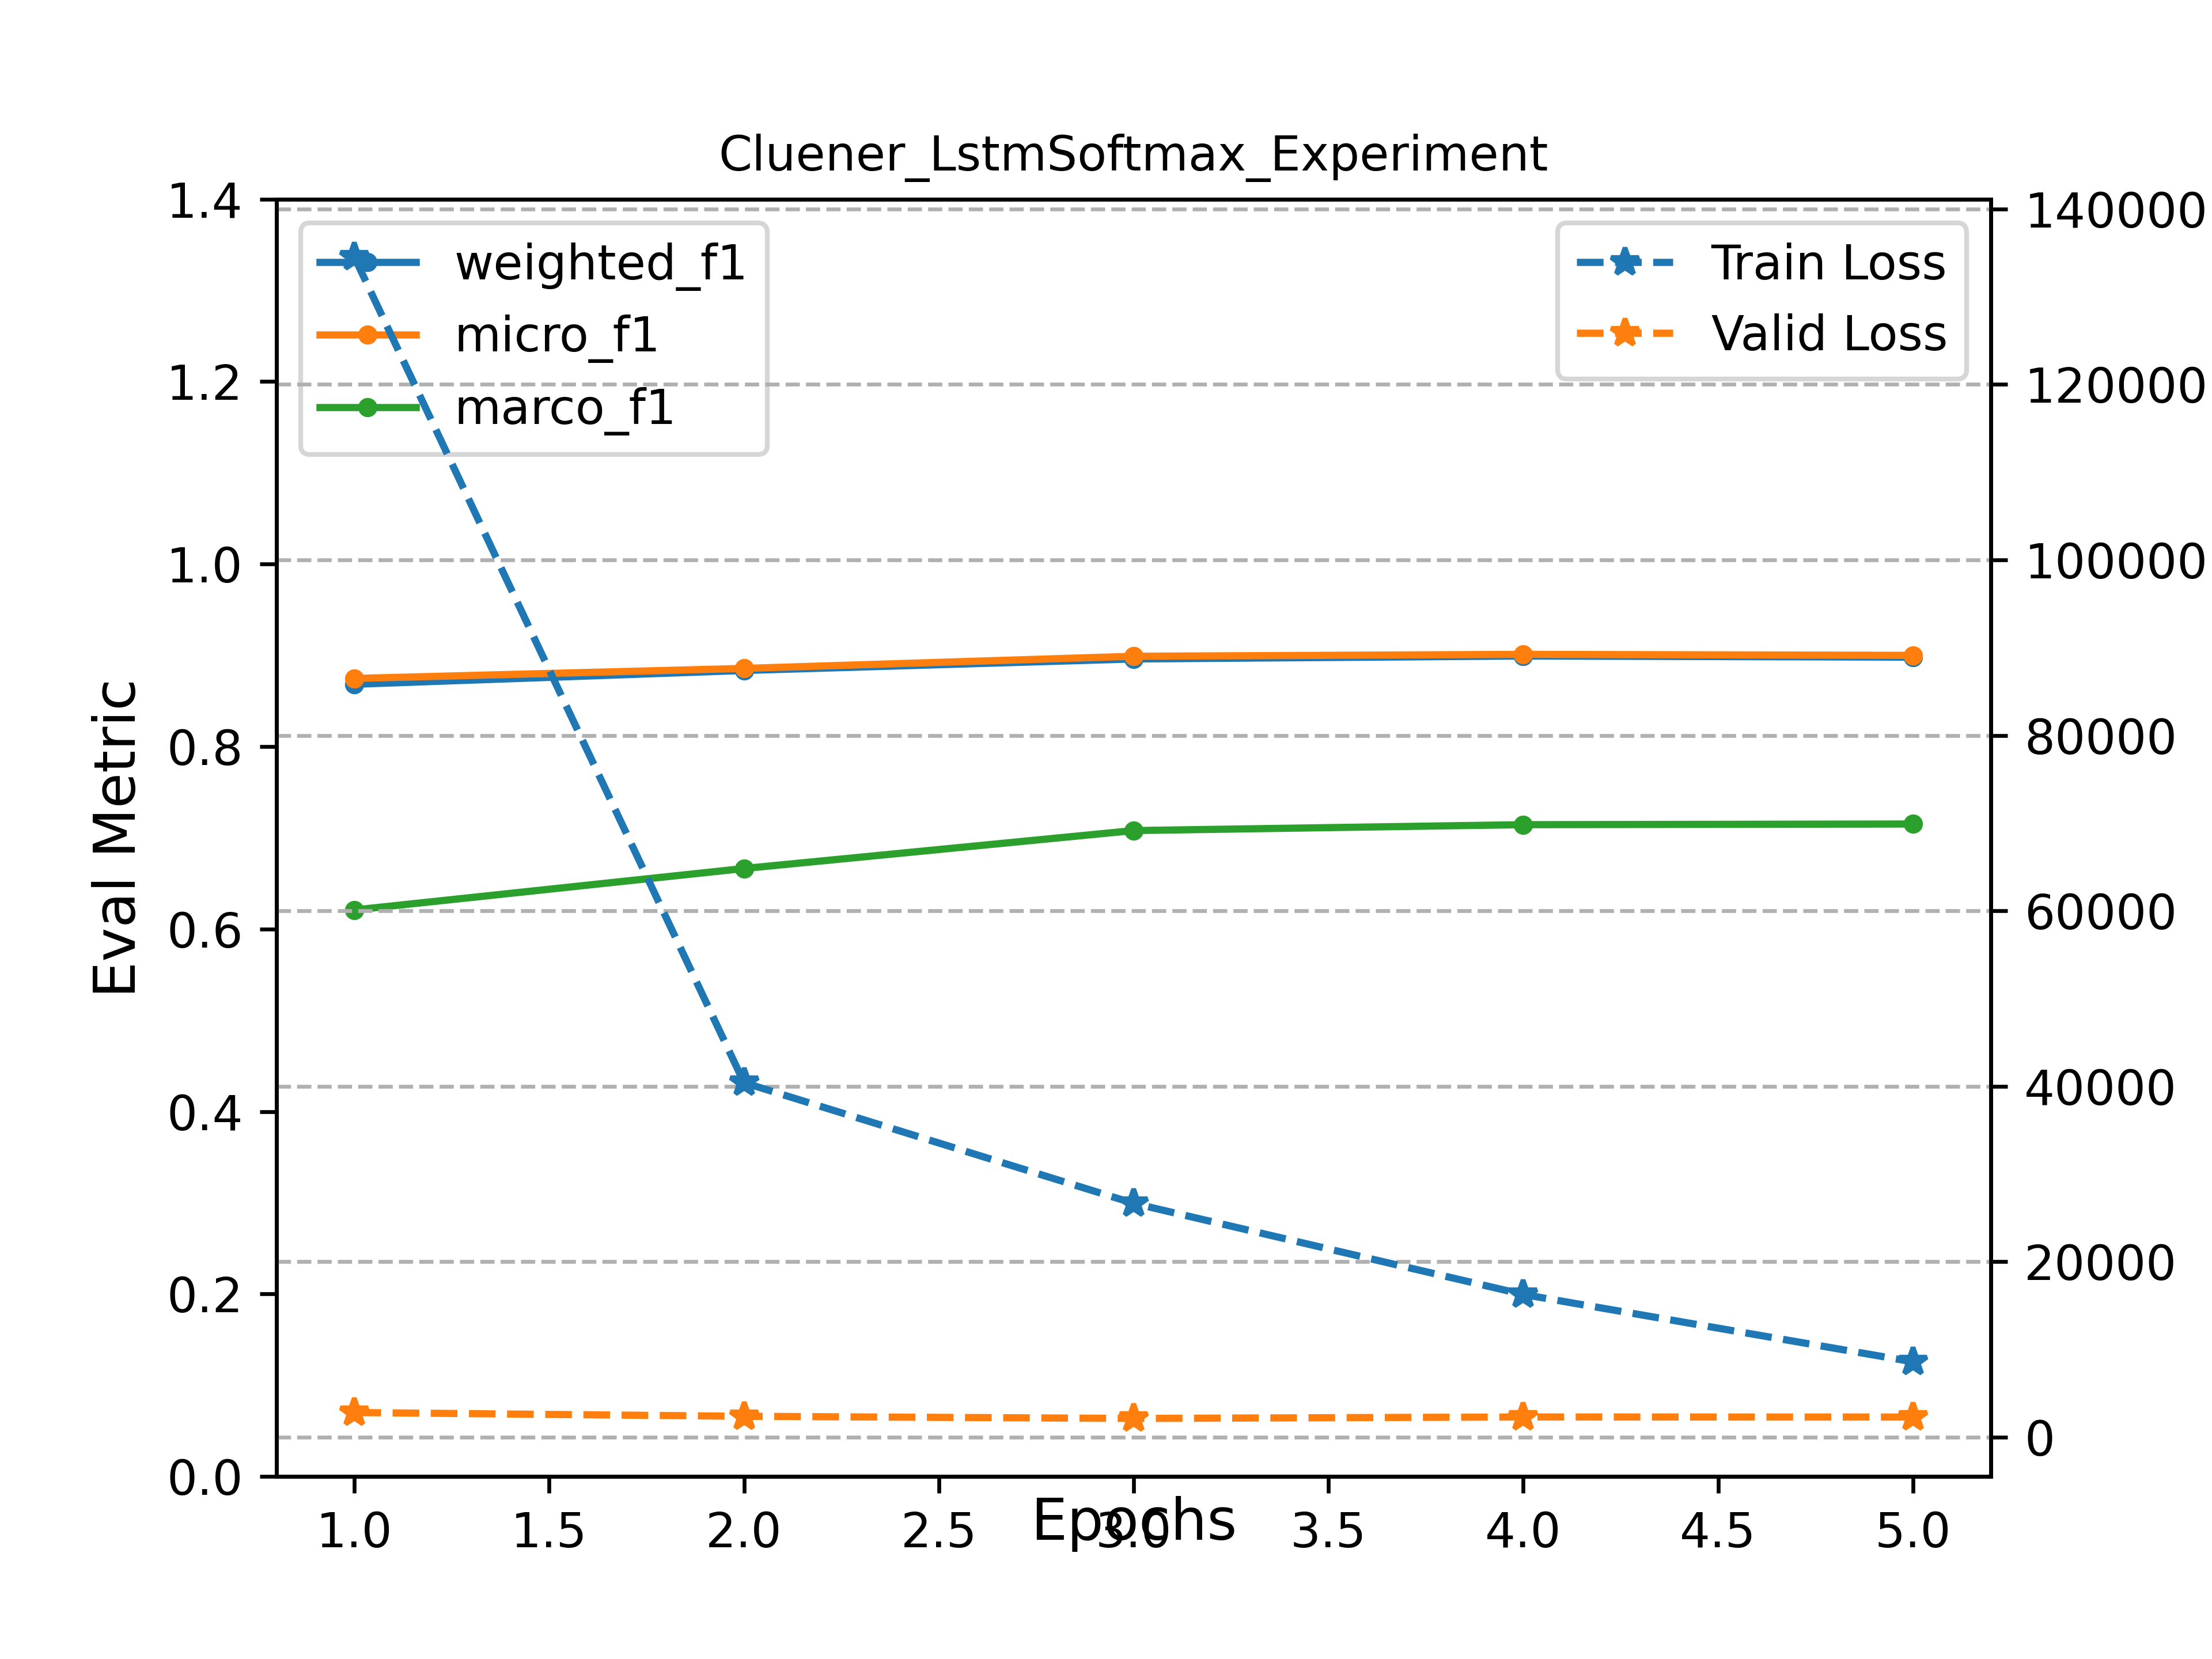 Cluener_LstmSoftmax_Experiment
1.4
1.2
1.0
0.8
0.6
0.4
0.2
0.0
Eval Metric
weighted_f1
micro_f1
marco_f1
Train Loss
Valid Loss
140000
120000
100000
80000
60000
40000
20000
0
1.0 1.5 2.0 2.5 3.0 3.5 4.0 4.5 5.0
Epochs